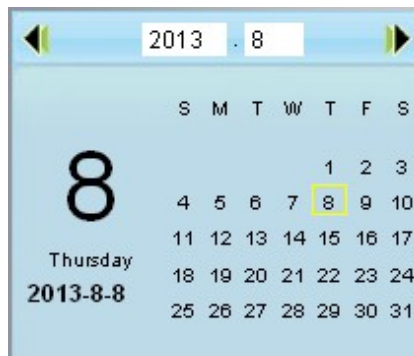 2013 . 8
S M T W T F S
1 2 3
4 5 6 7 8 9 10
11 12 13 14 15 16 17
18 19 20 21 22 23 24
25 26 27 28 29 30 31
8
Thursday
2013-8-8